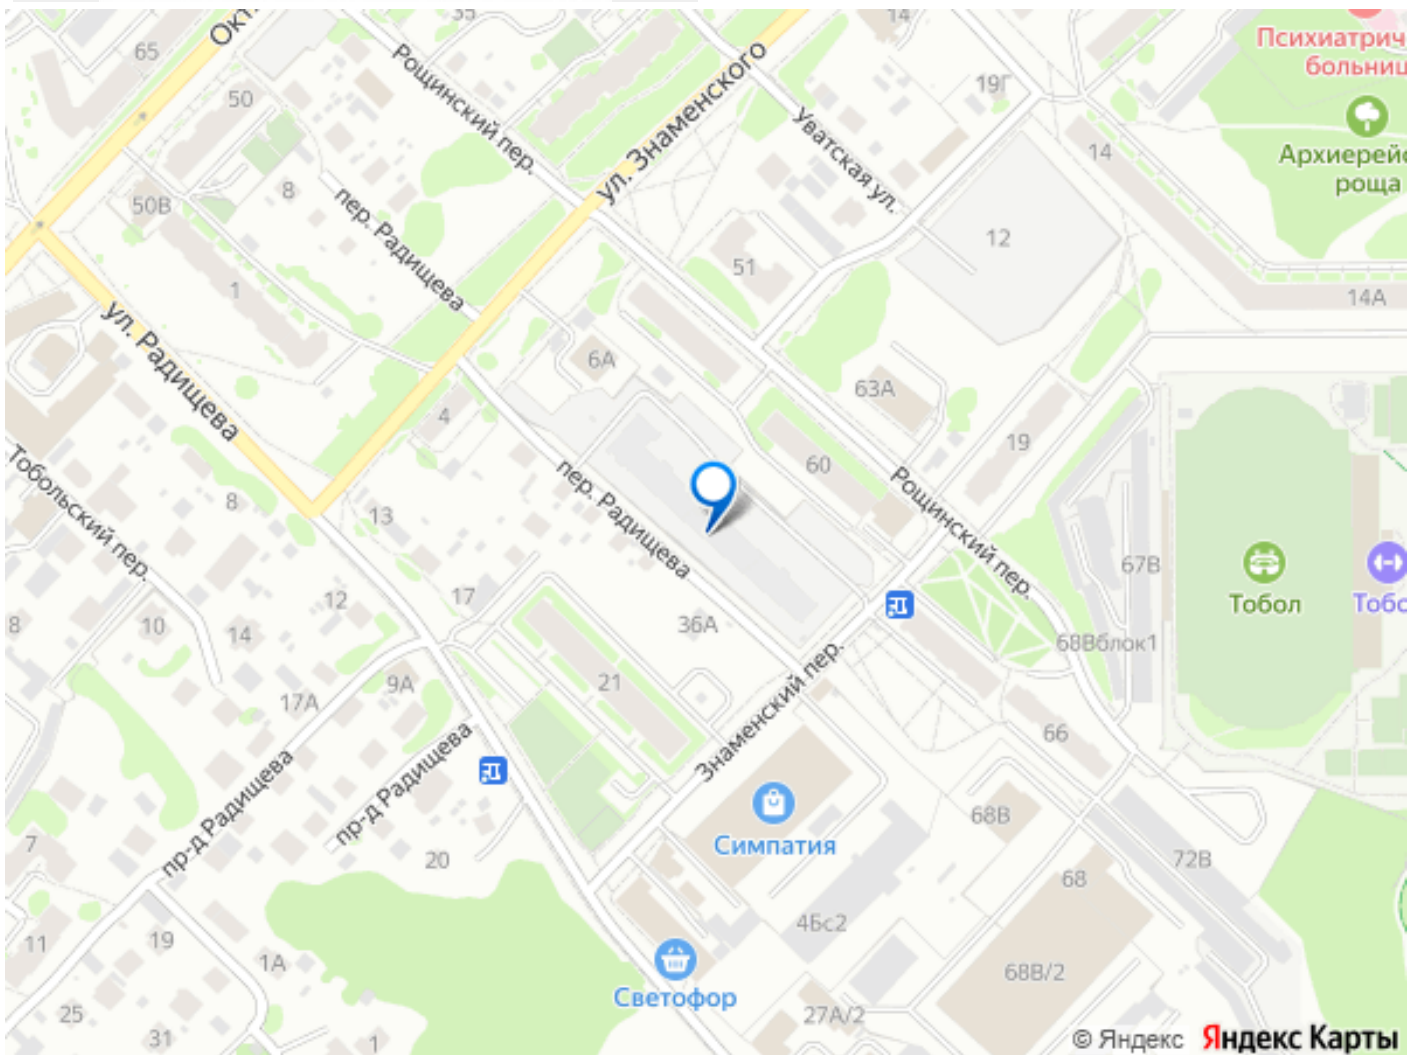 35
14
Психиатрич
больниц
65
Окт.
Рощинский пер.
ул. Знаменского
19Г
50
Уватская ул.
14
Архиерейс
роща
8
50В
пер. Радищева
12
51
1
14А
ул. Радищева
6А
63А
4
19
60
Тобольский пер.
пер. Радищева
Рощинский пер.
8
13
67В
Тобол
Тобо
12
17
8
10
14
36А
68Вблок1
Знаменский пер.
9А
21
17А
66
пр-д Радищева
пр-д Радищева
68В
7
Симпатия
20
72В
68
4Бс2
11
19
1А
68В/2
Светофор
25
27А/2
31
1
© Яндекс Яндекс Карты